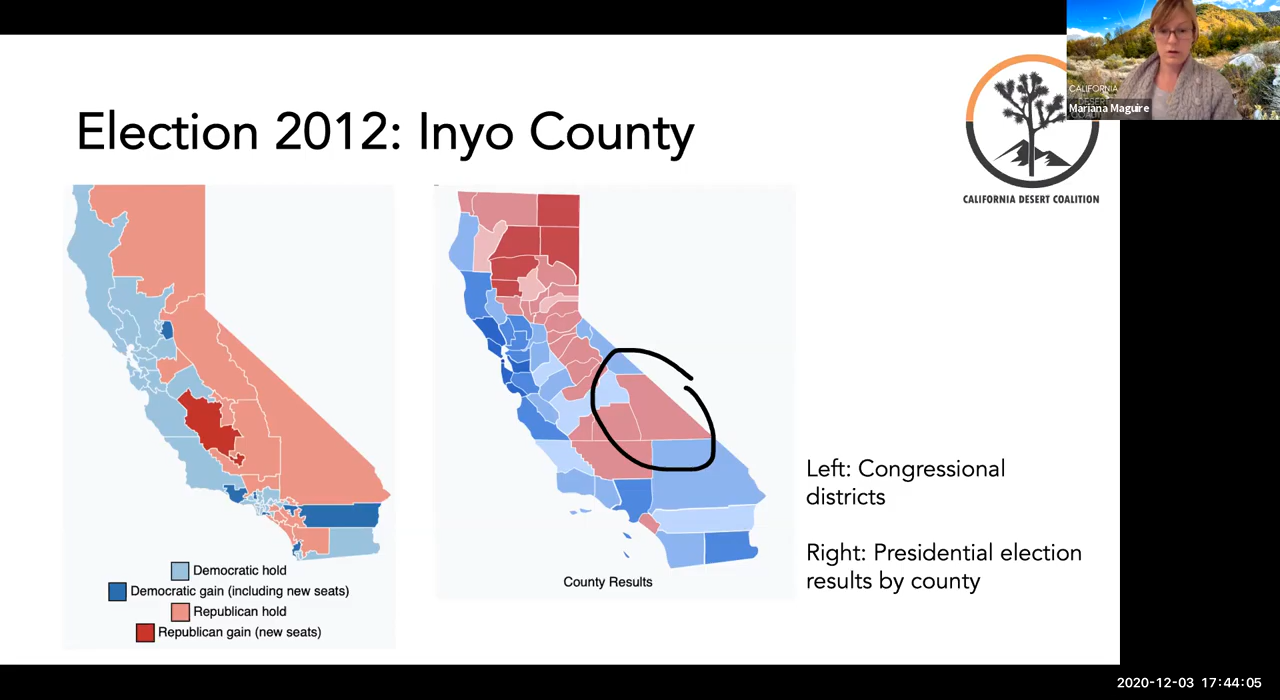 CALIFORNIA
DESERT
Mariana Maguire
Election 2012: Inyo County
CALIFORNIA DESERT COALITION
Left: Congressional
districts
Right: Presidential election
results by county
Democratic hold
Democratic gain (including new seats)
Republican hold
Republican gain (new seats)
County Results
2020-12-03 17:44:05